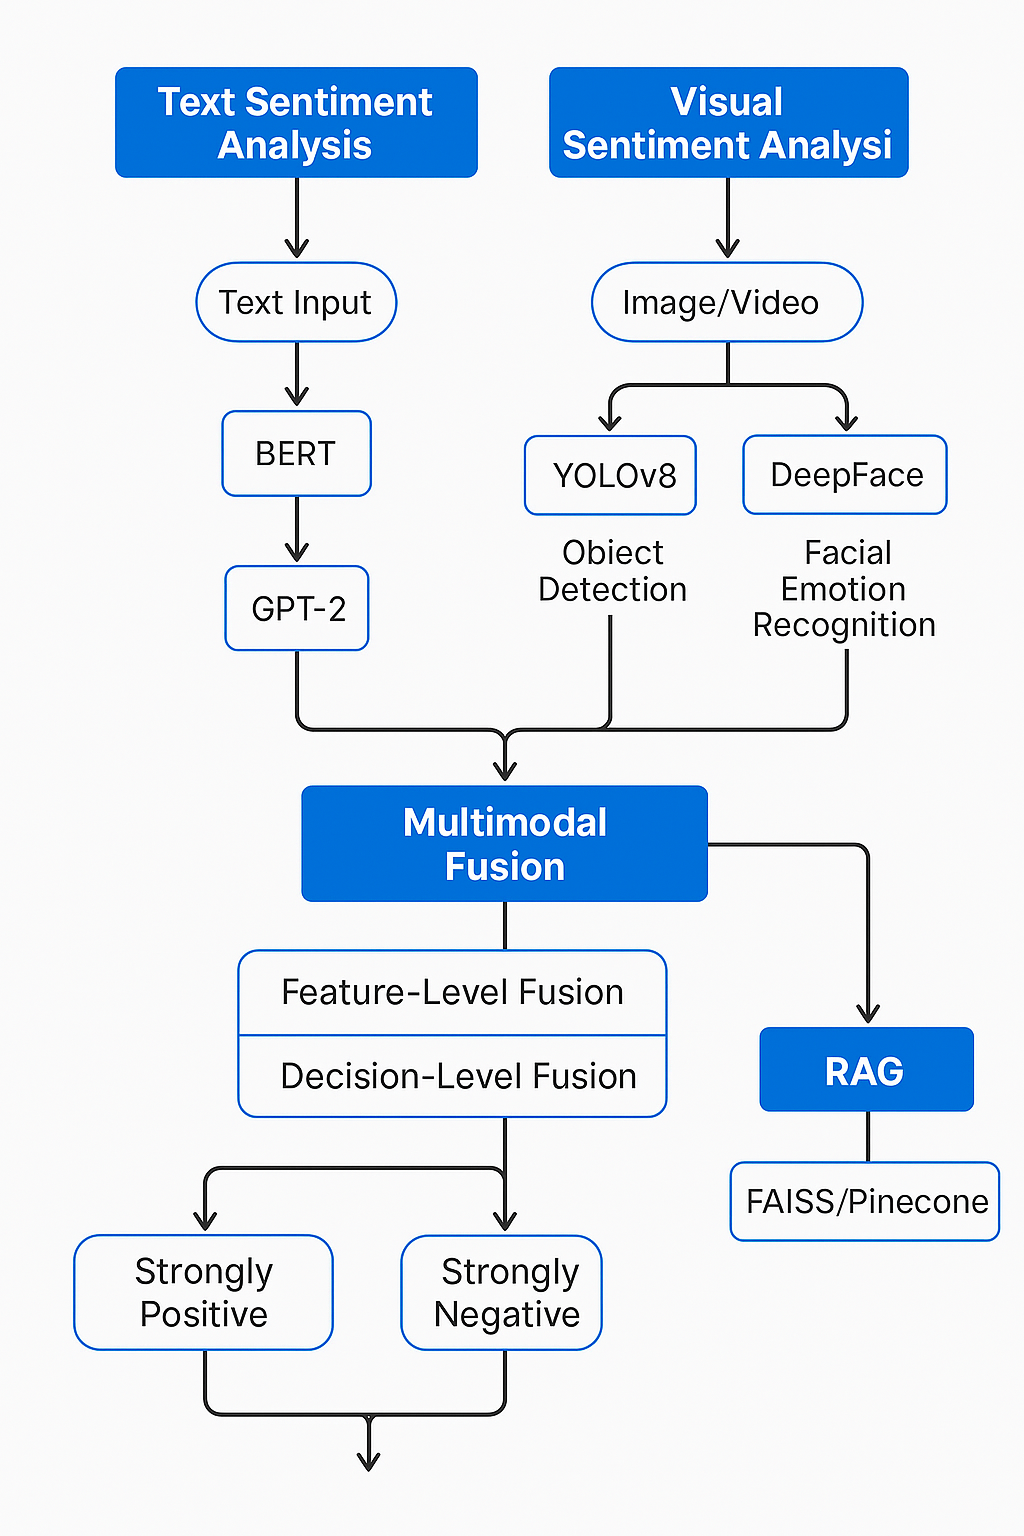 Text Sentiment
Analysis
Visual
Sentiment Analysi
Text Input
Image/Video
BERT
YOLOv8
DeepFace
Obiect
Detection
Facial
Emotion
Recognition
GPT-2
Multimodal
Fusion
Feature-Level Fusion
Decision-Level Fusion
RAG
FAISS/Pinecone
Strongly
Positive
Strongly
Negative